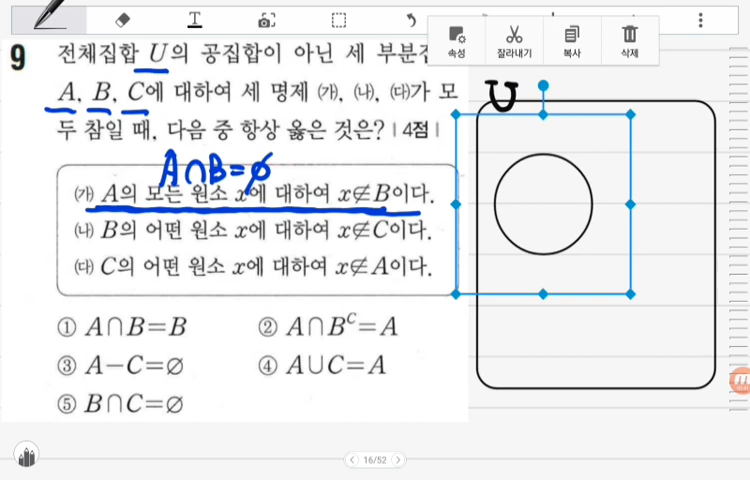 T
속성 잘라내기 복사 삭제
9 전체집합 U의 공집합이 아닌 세 부분집
A, B, C에 대하여 세 명제 ㈎, ㈏, ㈐가 모
두 참일 때, 다음 중 항상 옳은 것은? | 4점 |
A∩B=∅
㈎ A의 모든 원소 x에 대하여 x∉B이다.
㈏ B의 어떤 원소 x에 대하여 x∉C이다.
㈐ C의 어떤 원소 x에 대하여 x∉A이다.
① A∩B=B ② A∩Bᶜ=A
③ A−C=∅ ④ A∪C=A
⑤ B∩C=∅
U
16/52